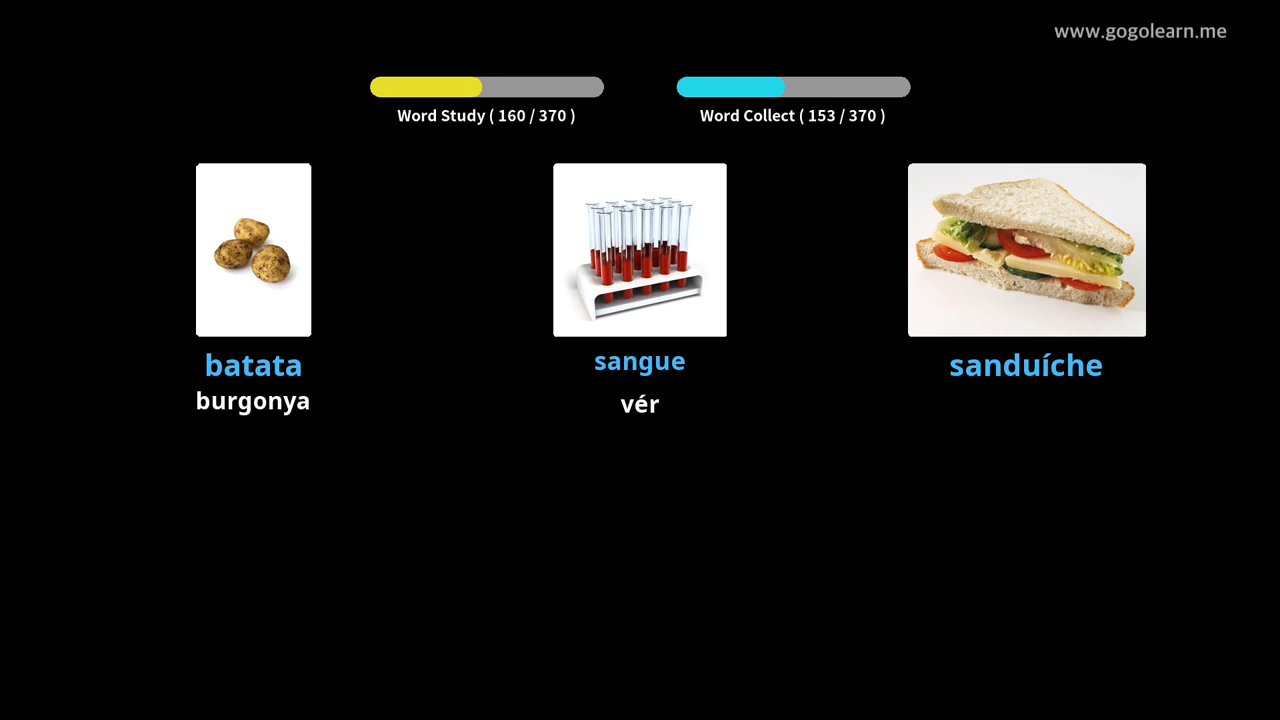 www.gogolearn.me
Word Study ( 160 / 370 )
Word Collect ( 153 / 370 )
batata
burgonya
sangue
vér
sanduíche